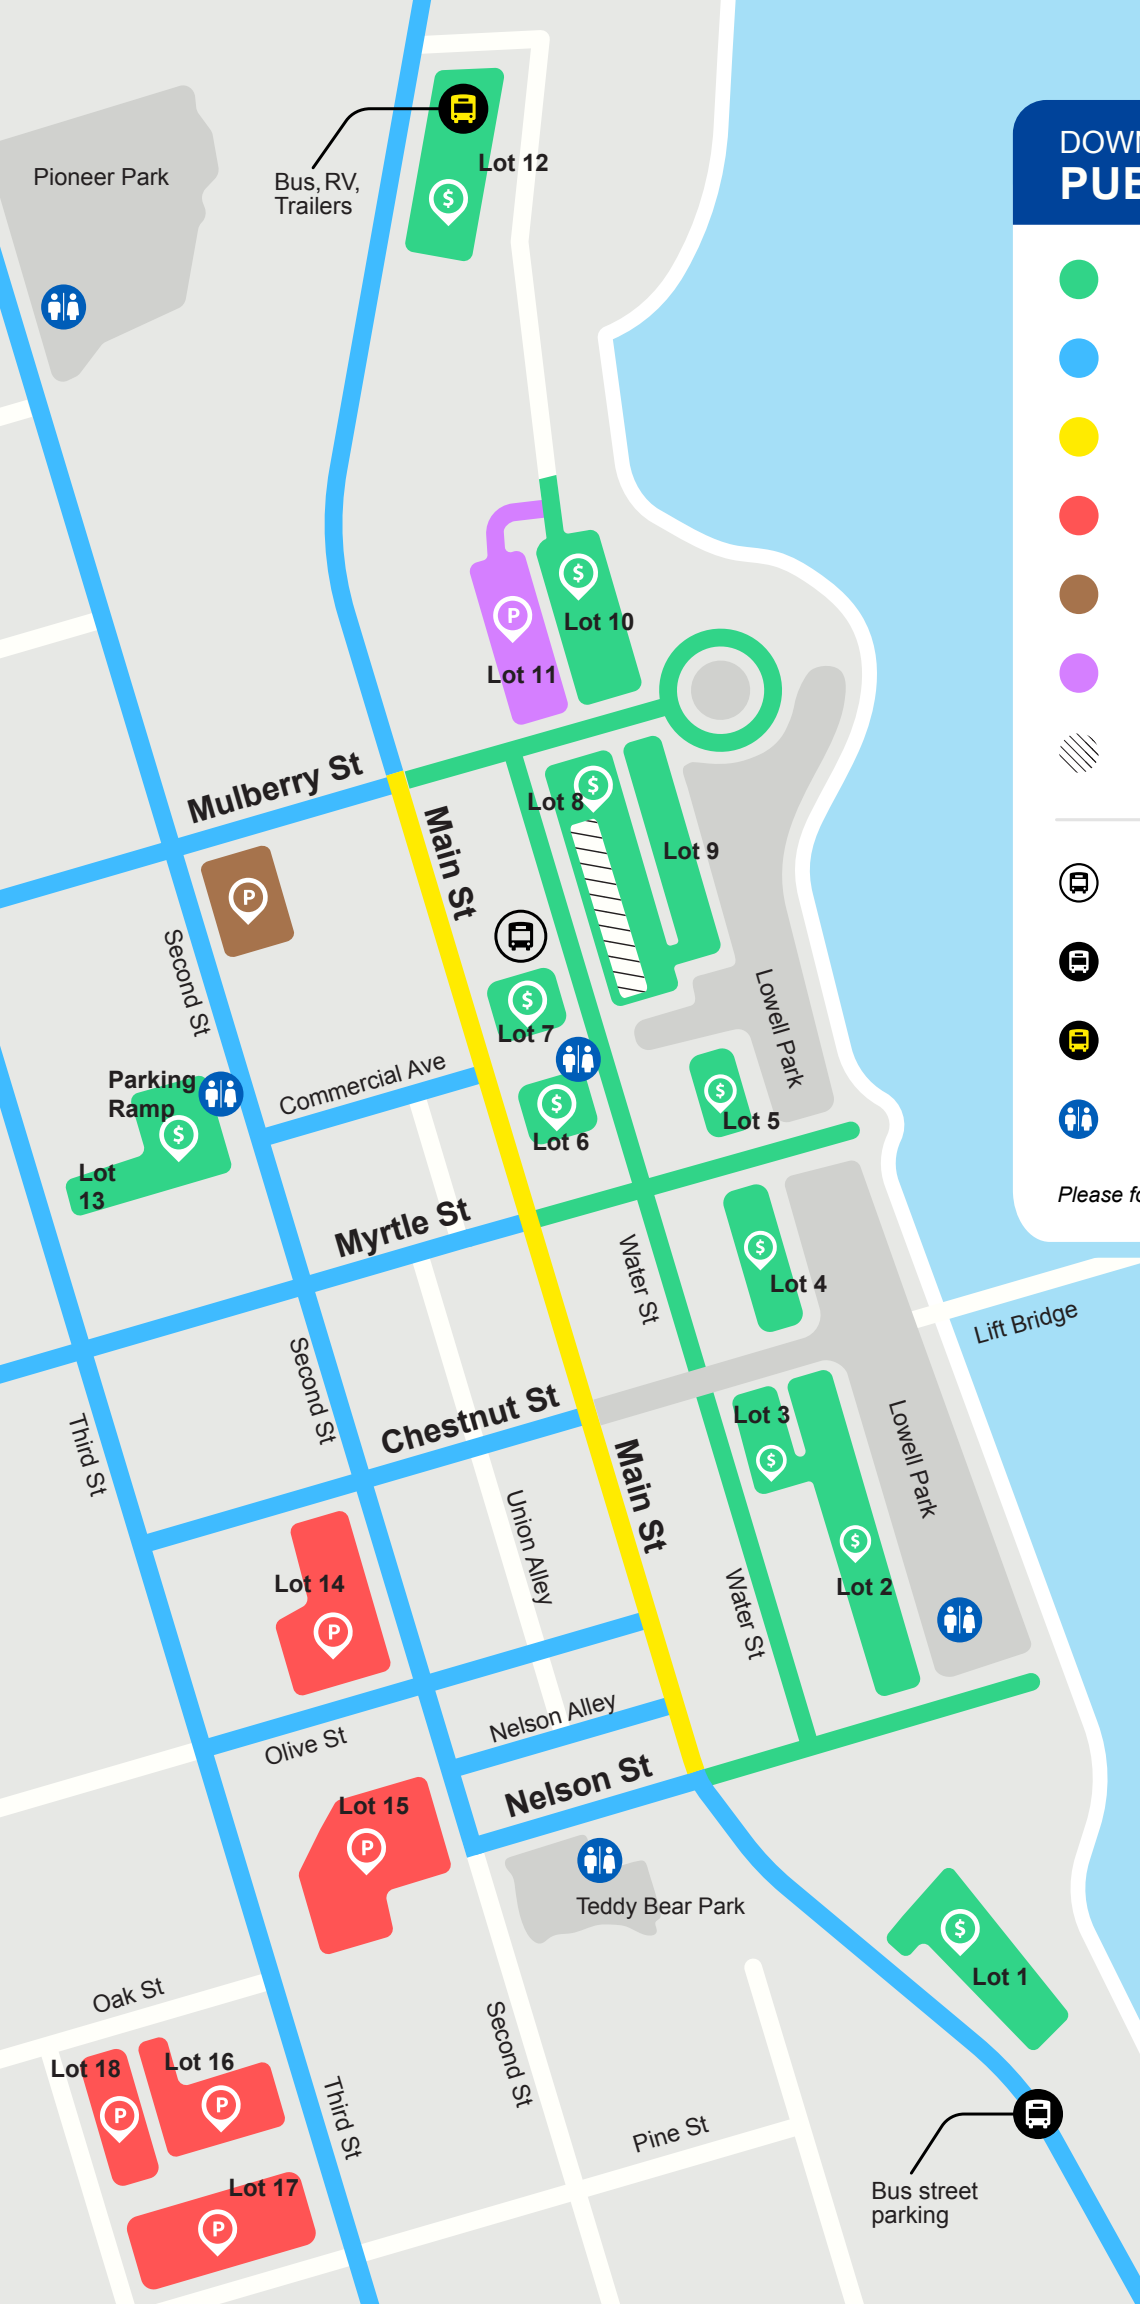 DOWN
PUB
Pioneer Park
Lot 12
Bus, RV,
Trailers
Lot 10
Lot 11
Mulberry St
Main St
Lot 8
Lot 9
Second St
Lot 7
Lowell Park
Commercial Ave
Parking
Ramp
Lot 6
Lot 5
Lot
13
Please fo
Myrtle St
Water St
Lot 4
Lift Bridge
Second St
Chestnut St
Lot 3
Third St
Main St
Lowell Park
Union Alley
Lot 14
Water St
Lot 2
Olive St
Nelson Alley
Nelson St
Lot 15
Teddy Bear Park
Lot 1
Oak St
Lot 18
Lot 16
Second St
Third St
Pine St
Lot 17
Bus street
parking